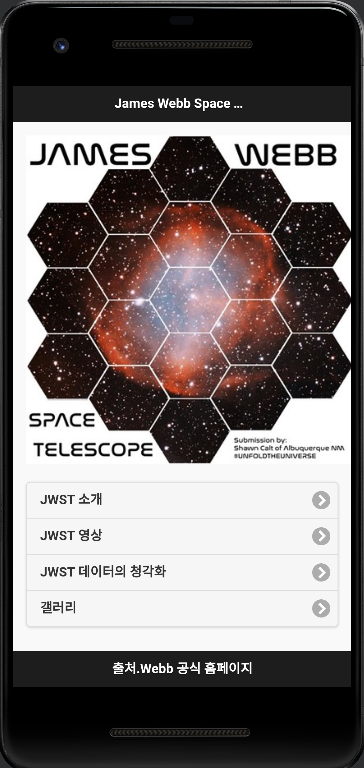 James Webb Space ...
JAMES WEBB
SPACE
TELESCOPE
Submission by:
Shawn Calt of Albuquerque NM
#UNFOLDTHEUNIVERSE
JWST 소개
JWST 영상
JWST 데이터의 청각화
갤러리
출처.Webb 공식 홈페이지